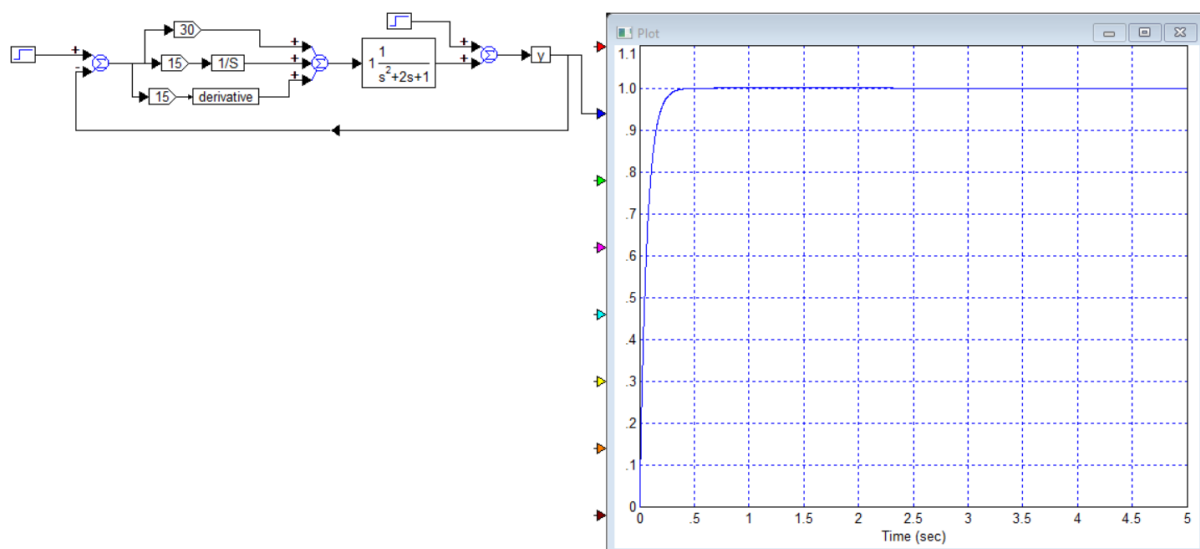 30
15
1/S
15
derivative
Σ
Σ
1
1
s²+2s+1
Σ
y
+
-
+
+
+
+
+
Plot
1.1
1.0
.9
.8
.7
.6
.5
.4
.3
.2
.1
0
0 .5 1 1.5 2 2.5 3 3.5 4 4.5 5
Time (sec)